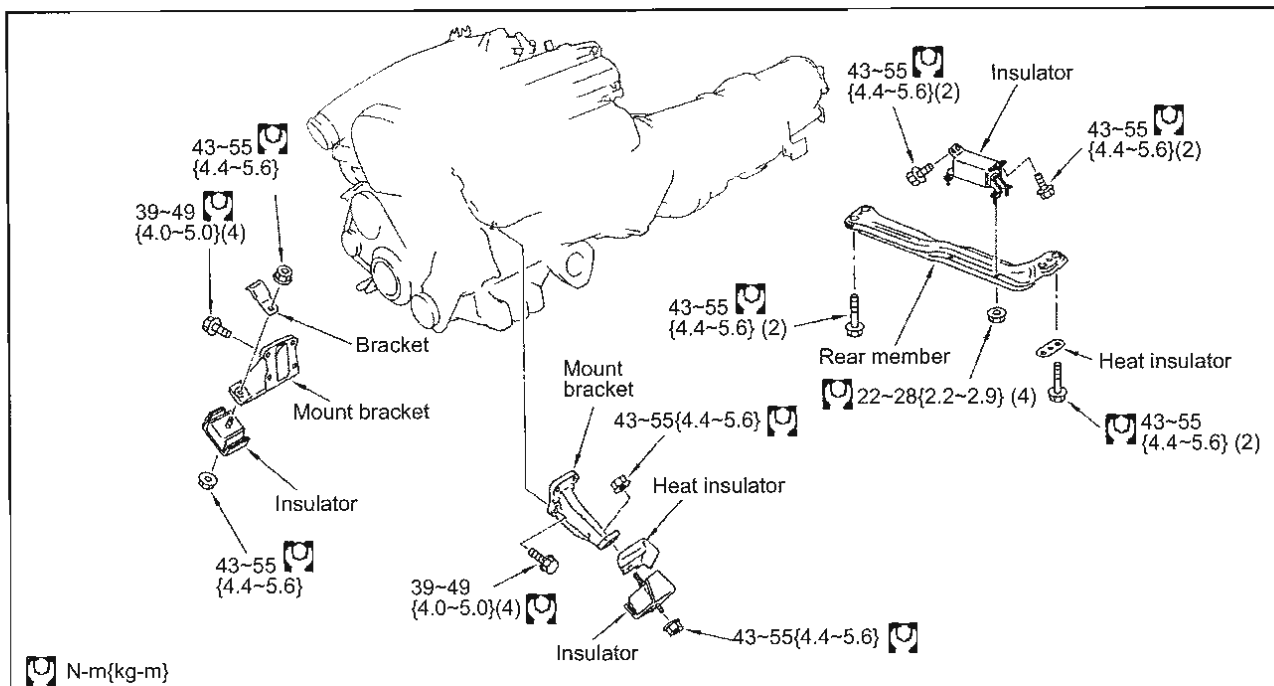 43~55
{4.4~5.6}(2)
Insulator
43~55
{4.4~5.6}(2)
43~55
{4.4~5.6}
39~49
{4.0~5.0}(4)
Bracket
Mount bracket
Insulator
43~55
{4.4~5.6}
43~55
{4.4~5.6} (2)
Rear member
Heat insulator
22~28{2.2~2.9} (4)
43~55
{4.4~5.6} (2)
Mount
bracket
43~55{4.4~5.6}
Heat insulator
39~49
{4.0~5.0}(4)
Insulator
43~55{4.4~5.6}
N-m{kg-m}